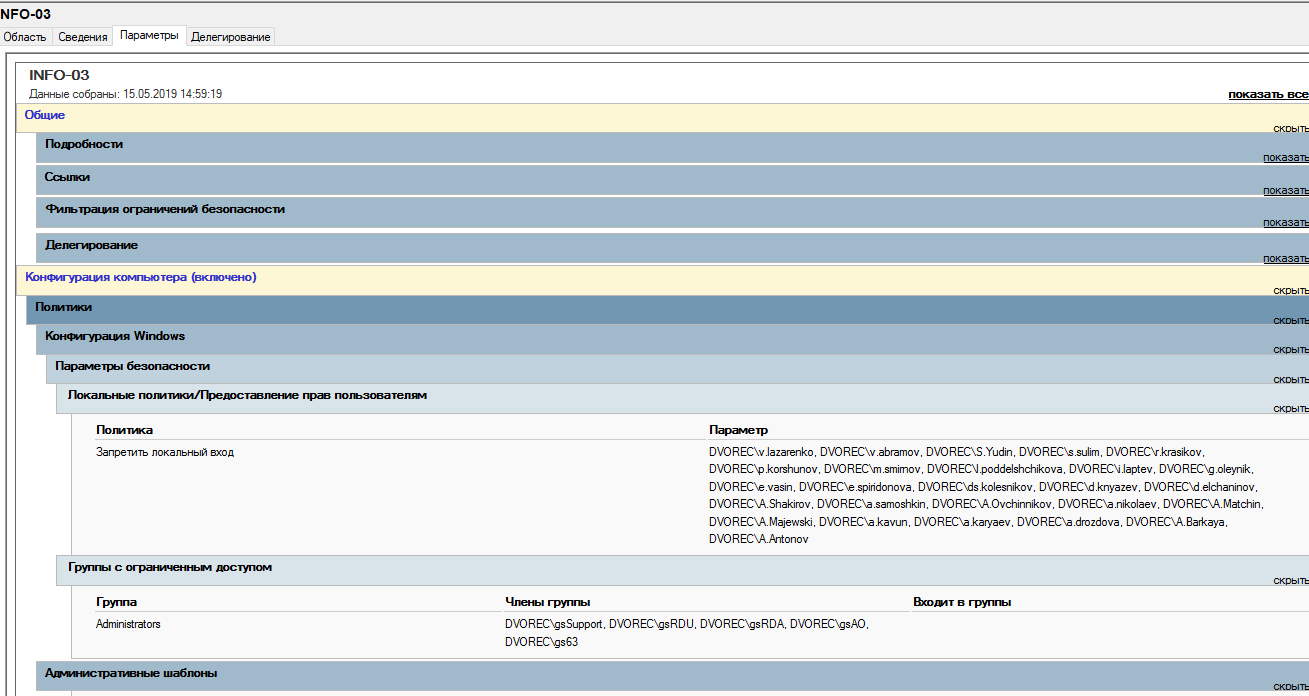 NFO-03
Область Сведения Параметры Делегирование
INFO-03
Данные собраны: 15.05.2019 14:59:19
показать все
Общие
скрыть
Подробности
показать
Ссылки
показать
Фильтрация ограничений безопасности
показать
Делегирование
показать
Конфигурация компьютера (включено)
скрыть
Политики
скрыть
Конфигурация Windows
скрыть
Параметры безопасности
скрыть
Локальные политики/Предоставление прав пользователям
скрыть
Политика Параметр
Запретить локальный вход DVOREC\v.lazarenko, DVOREC\v.abramov, DVOREC\S.Yudin, DVOREC\s.sulim, DVOREC\r.krasikov,
DVOREC\p.korshunov, DVOREC\m.smirnov, DVOREC\l.poddelshchikova, DVOREC\i.laptev, DVOREC\g.oleynik,
DVOREC\e.vasin, DVOREC\e.spiridonova, DVOREC\ds.kolesnikov, DVOREC\d.knyazev, DVOREC\d.elchaninov,
DVOREC\A.Shakirov, DVOREC\a.samoshkin, DVOREC\A.Ovchinnikov, DVOREC\a.nikolaev, DVOREC\A.Matchin,
DVOREC\A.Majewski, DVOREC\a.kavun, DVOREC\a.karyaev, DVOREC\a.drozdova, DVOREC\A.Barkaya,
DVOREC\A.Antonov
Группы с ограниченным доступом
скрыть
Группа Члены группы Входит в группы
Administrators DVOREC\gsSupport, DVOREC\gsRDU, DVOREC\gsRDA, DVOREC\gsAO,
DVOREC\gs63
Административные шаблоны
скрыть